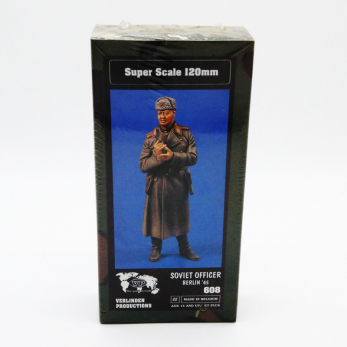 Super Scale 120mm
SOVIET OFFICER
BERLIN '45
608
VERLINDEN
PRODUCTIONS
MADE IN BELGIUM